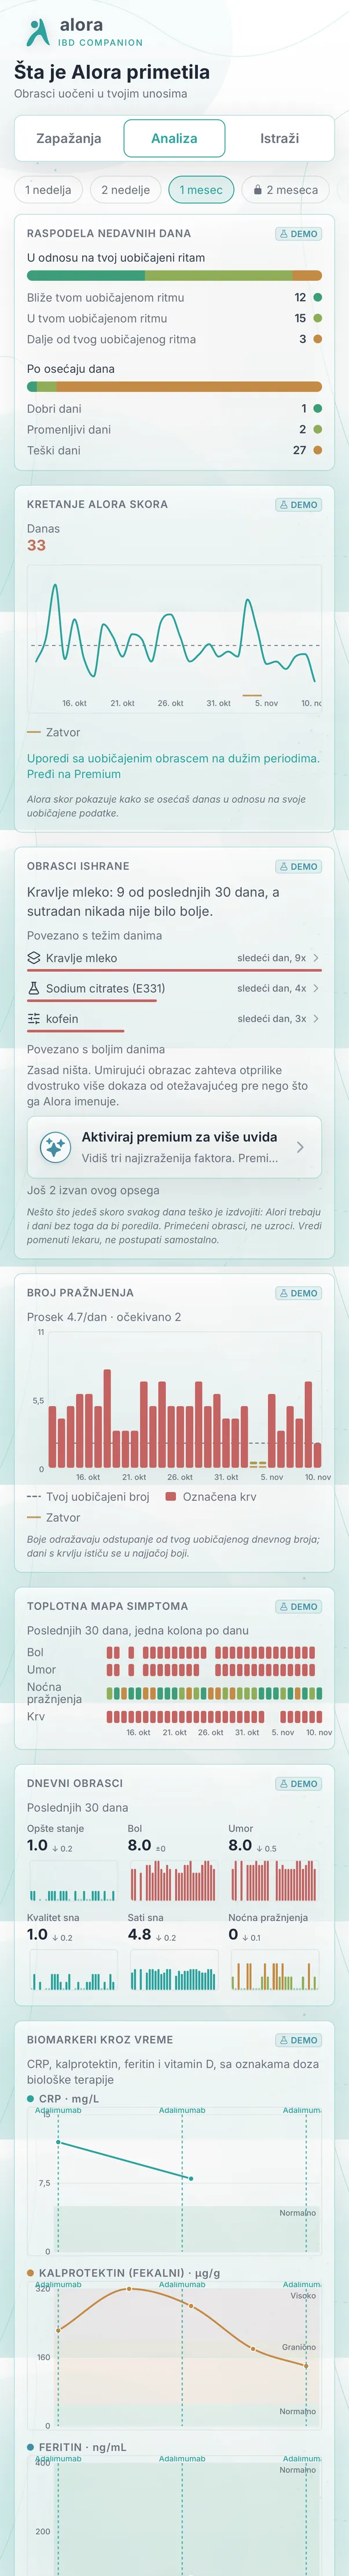 alora
IBD COMPANION
Šta je Alora primetila
Obrasci uočeni u tvojim unosima
Zapažanja
Analiza
Istraži
1 nedelja
2 nedelje
1 mesec
2 meseca
RASPODELA NEDAVNIH DANA
DEMO
U odnosu na tvoj uobičajeni ritam
Bliže tvom uobičajenom ritmu 12
U tvom uobičajenom ritmu 15
Dalje od tvog uobičajenog ritma 3
Po osećaju dana
Dobri dani 1
Promenljivi dani 2
Teški dani 27
KRETANJE ALORA SKORA
DEMO
Danas
33
16. okt 21. okt 26. okt 31. okt 5. nov 10. no
Zatvor
Uporedi sa uobičajenim obrascem na dužim periodima.
Pređi na Premium
Alora skor pokazuje kako se osećaš danas u odnosu na svoje
uobičajene podatke.
OBRASCI ISHRANE
DEMO
Kravlje mleko: 9 od poslednjih 30 dana, a
sutradan nikada nije bilo bolje.
Povezano s težim danima
Kravlje mleko sledeći dan, 9x
Sodium citrates (E331) sledeći dan, 4x
kofein sledeći dan, 3x
Povezano s boljim danima
Zasad ništa. Umirujući obrazac zahteva otprilike
dvostruko više dokaza od otežavajućeg pre nego što
ga Alora imenuje.
Aktiviraj premium za više uvida
Vidiš tri najizraženija faktora. Premi...
Još 2 izvan ovog opsega
Nešto što jedeš skoro svakog dana teško je izdvojiti: Alori trebaju
i dani bez toga da bi poredila. Primećeni obrasci, ne uzroci. Vredi
pomenuti lekaru, ne postupati samostalno.
BROJ PRAŽNJENJA
DEMO
Prosek 4.7/dan · očekivano 2
11
5,5
0
16. okt 21. okt 26. okt 31. okt 5. nov 10. nov
Tvoj uobičajeni broj
Označena krv
Zatvor
Boje odražavaju odstupanje od tvog uobičajenog dnevnog broja;
dani s krvlju ističu se u najjačoj boji.
TOPLOTNA MAPA SIMPTOMA
DEMO
Poslednjih 30 dana, jedna kolona po danu
Bol
Umor
Noćna
pražnjenja
Krv
16. okt 21. okt 26. okt 31. okt 5. nov 10. nov
DNEVNI OBRASCI
DEMO
Poslednjih 30 dana
Opšte stanje Bol Umor
1.0 ↓ 0.2 8.0 ±0 8.0 ↓ 0.5
Kvalitet sna Sati sna Noćna pražnjenja
1.0 ↓ 0.2 4.8 ↓ 0.2 0 ↓ 0.1
BIOMARKERI KROZ VREME
DEMO
CRP, kalprotektin, feritin i vitamin D, sa oznakama doza
biološke terapije
CRP · mg/L
Adalimumab Adalimumab Adalimum
15
7,5
Normalno
0
KALPROTEKTIN (FEKALNI) · µg/g
Adalimumab Adalimumab Adalimum
320
Visoko
Granično
160
Normalno
0
FERITIN · ng/mL
Adalimumab Adalimumab Adalimum
400
Normalno
200